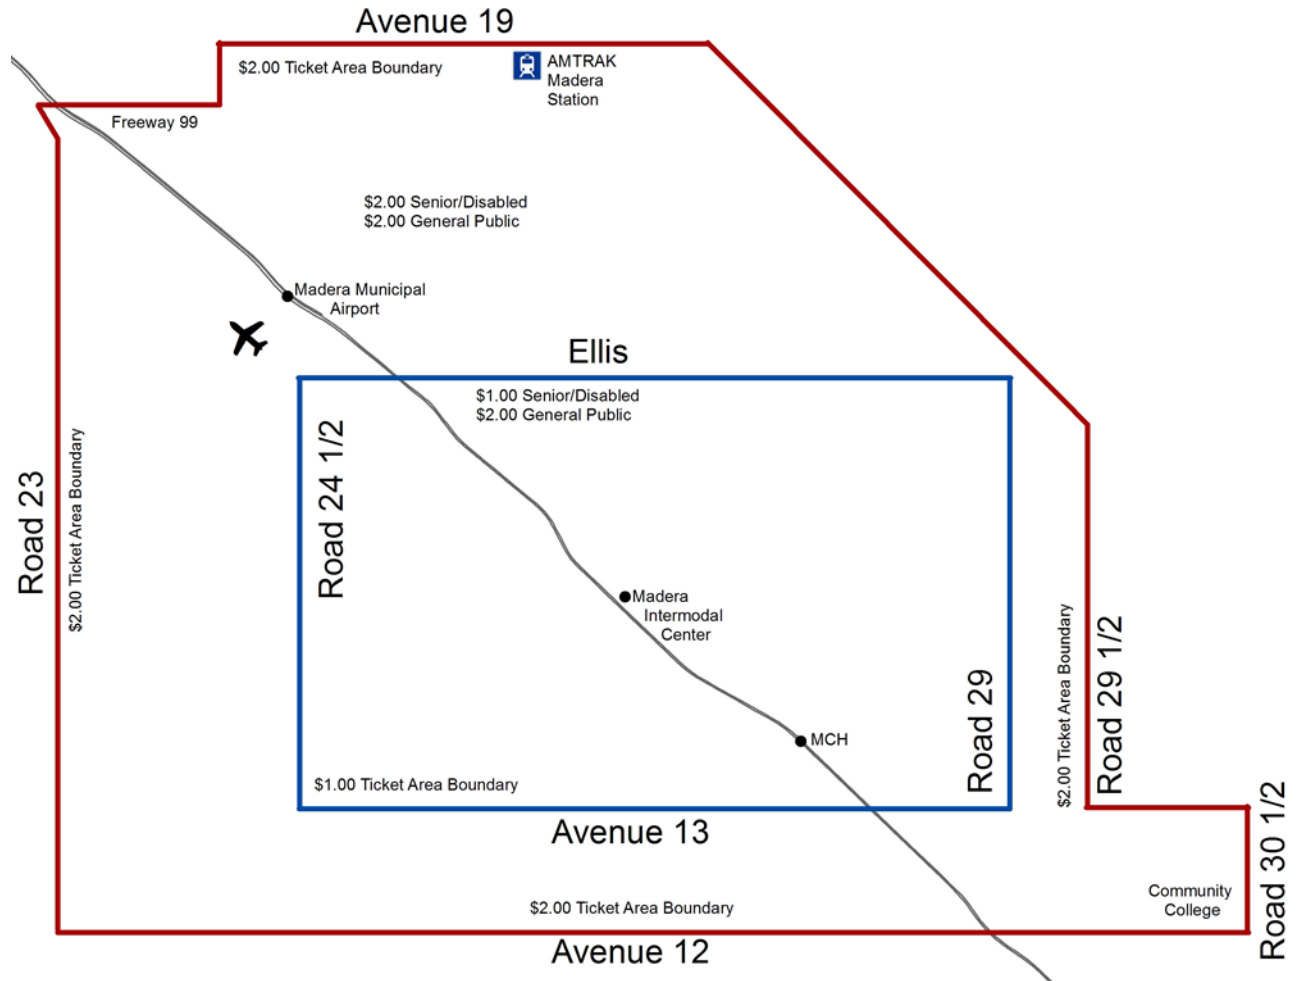 Avenue 19
$2.00 Ticket Area Boundary
AMTRAK
Madera
Station
Freeway 99
$2.00 Senior/Disabled
$2.00 General Public
Madera Municipal
Airport
Ellis
$1.00 Senior/Disabled
$2.00 General Public
Road 23
$2.00 Ticket Area Boundary
Road 24 1/2
Madera
Intermodal
Center
MCH
Road 29
$2.00 Ticket Area Boundary
Road 29 1/2
$1.00 Ticket Area Boundary
Avenue 13
Community
College
Road 30 1/2
$2.00 Ticket Area Boundary
Avenue 12